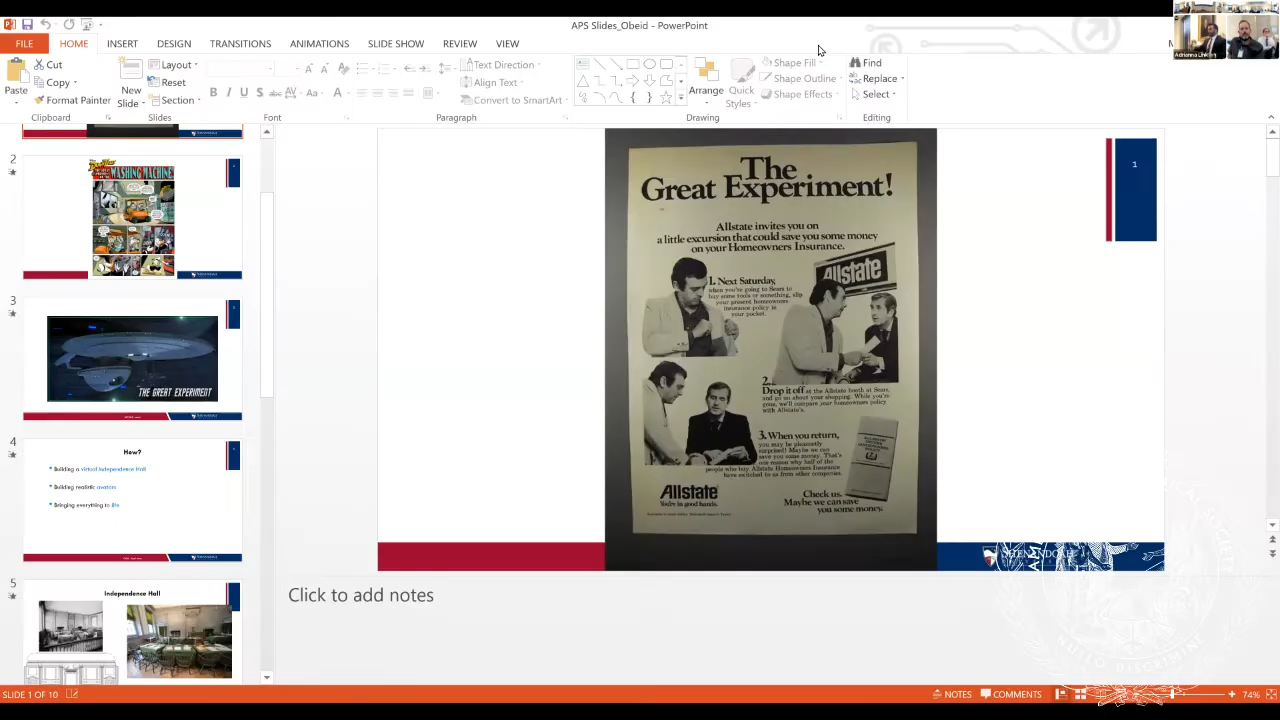 APS Slides_Obeid - PowerPoint
FILE HOME INSERT DESIGN TRANSITIONS ANIMATIONS SLIDE SHOW REVIEW VIEW
Adrianna Link
Paste
Cut
Copy
Format Painter
Clipboard
New
Slide
Layout
Reset
Section
Slides
Font
Text Direction
Align Text
Convert to SmartArt
Paragraph
Arrange
Quick
Styles
Shape Fill
Shape Outline
Shape Effects
Drawing
Find
Replace
Select
Editing
2
WASHING MACHINE
3
THE GREAT EXPERIMENT
4
How?
Building a virtual Independence Hall
Building realistic avatars
Bringing everything to life
5
Independence Hall
1
The
Great Experiment!
Allstate invites you on
a little excursion that could save you some money
on your Homeowners Insurance.
Allstate
1. Next Saturday,
when you're going to Sears to
buy some tools or something, slip
your present homeowners
insurance policy in
your pocket.
2.
Drop it off at the Allstate booth at Sears,
and go about your shopping. While you're
gone, we'll compare your homeowners policy
with Allstate's.
3. When you return,
you may be pleasantly
surprised! Maybe we can
save you some money. That's
one reason why half of the
people who buy Allstate Homeowners Insurance
have switched to us from other companies.
Allstate
You're in good hands.
Check us.
Maybe we can save
you some money.
Click to add notes
SLIDE 1 OF 10
NOTES
COMMENTS
74%